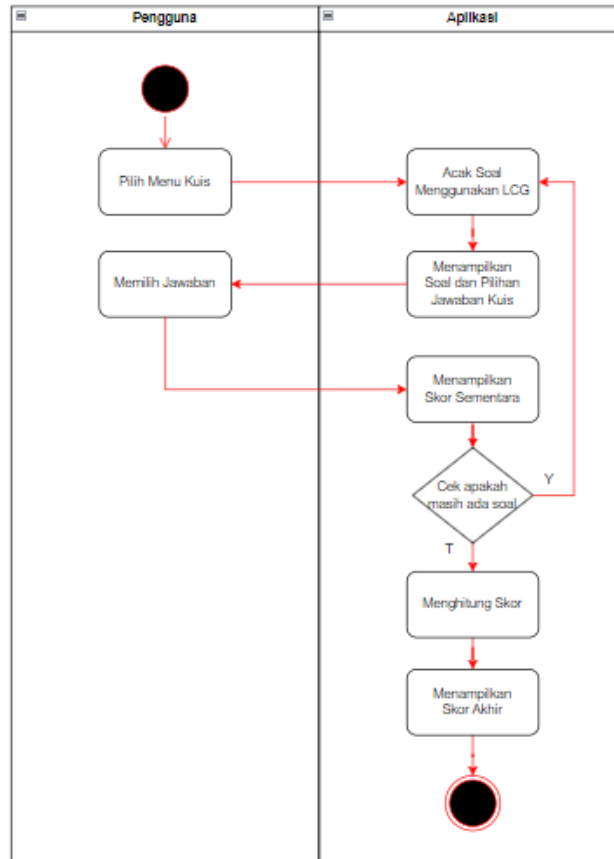 Pengguna
Aplikasi
Pilih Menu Kuis
Acak Soal
Menggunakan LCG
Memilih Jawaban
Menampilkan
Soal dan Pilihan
Jawaban Kuis
Menampilkan
Skor Sementara
Cek apakah
masih ada soal
Y
T
Menghitung Skor
Menampilkan
Skor Akhir